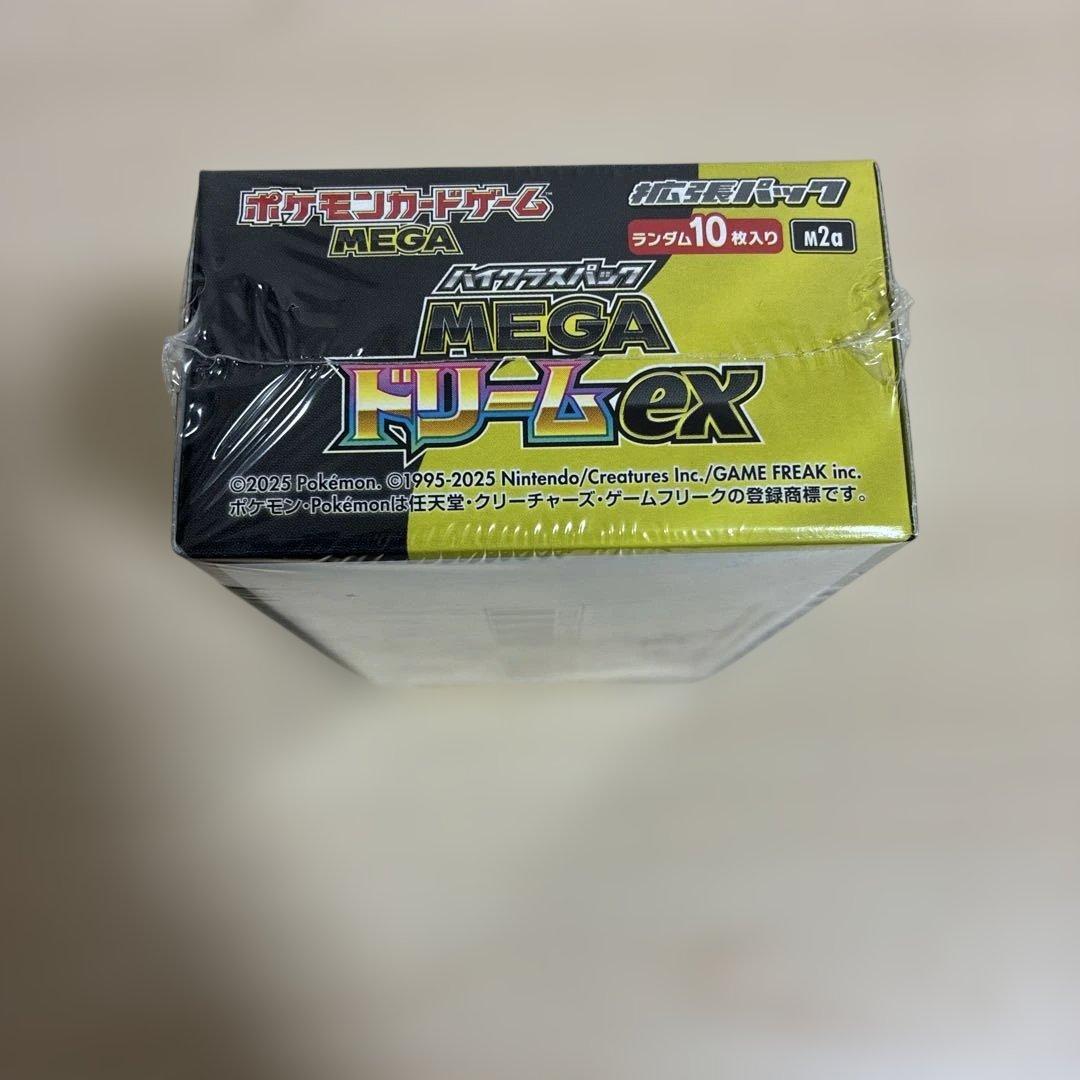 ポケモンカードゲーム™
MEGA
拡張パック
ランダム10枚入り M2a
ハイクラスパック
MEGA
ドリームex
©2025 Pokémon. ©1995-2025 Nintendo/Creatures Inc./GAME FREAK inc.
ポケモン・Pokémonは任天堂・クリーチャーズ・ゲームフリークの登録商標です。